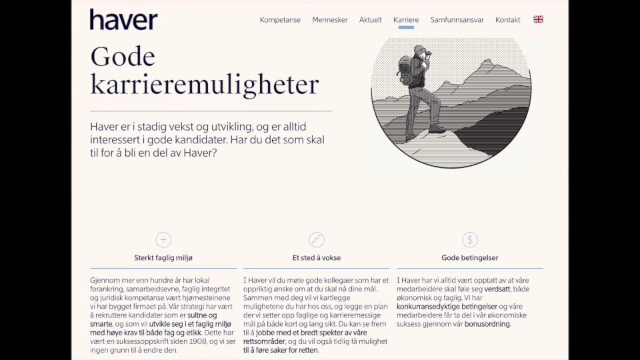 haver
Kompetanse Mennesker Aktuelt Karriere Samfunnsansvar Kontakt
Gode
karrieremuligheter
Haver er i stadig vekst og utvikling, og er alltid
interessert i gode kandidater. Har du det som skal
til for å bli en del av Haver?
Sterkt faglig miljø
Gjennom mer enn hundre år har lokal
forankring, samarbeidsevne, faglig integritet
og juridisk kompetanse vært hjørnesteinene
vi har bygget firmaet på. Vår strategi har vært
å rekruttere kandidater som er sultne og
smarte, og som vil utvikle seg i et faglig miljø
med høye krav til både fag og etikk. Dette har
vært en suksessoppskrift siden 1908, og vi ser
ingen grunn til å endre den.
Et sted å vokse
I Haver vil du møte gode kollegaer som har et
oppriktig ønske om at du skal nå dine mål.
Sammen med deg vil vi kartlegge
mulighetene du har hos oss, og legge en plan
der vi setter opp faglige og karrieremessige
mål på både kort og lang sikt. Du kan se frem
til å jobbe med et bredt spekter av våre
rettsområder, og du vil også tidlig få mulighet
til å føre saker for retten.
$
Gode betingelser
I Haver har vi alltid vært opptatt av at våre
medarbeidere skal føle seg verdsatt, både
økonomisk og faglig. Vi har
konkurransedyktige betingelser og våre
medarbeidere får ta del i vår økonomiske
suksess gjennom vår bonusordning.